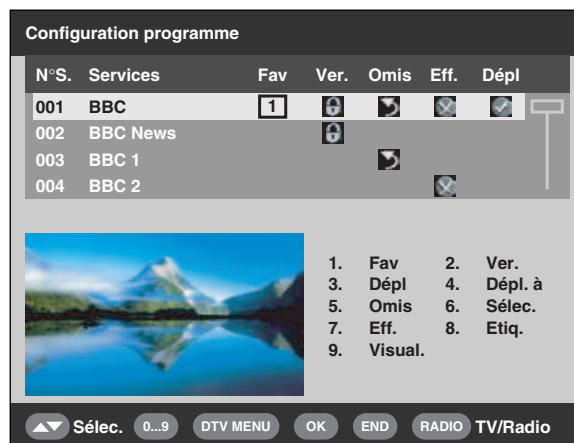 Configuration programme
N°S. Services Fav Ver. Omis Eff. Dépl
001 BBC 1
002 BBC News
003 BBC 1
004 BBC 2
1. Fav 2. Ver.
3. Dépl 4. Dépl. à
5. Omis 6. Sélec.
7. Eff. 8. Etiq.
9. Visual.
Sélec. 0...9 DTV MENU OK END RADIO TV/Radio